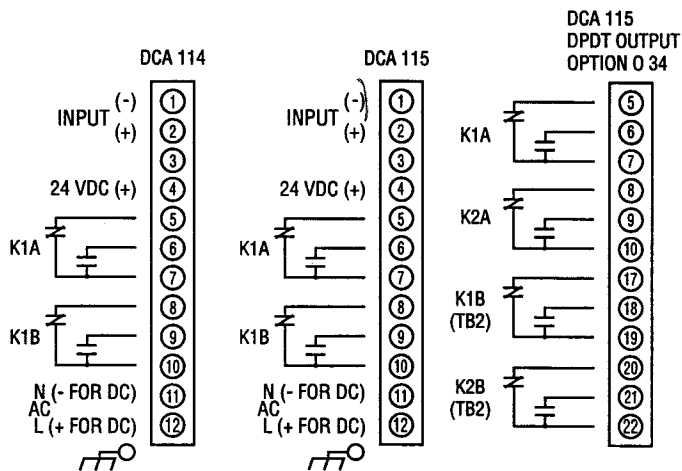 DCA 114
INPUT (-)
(+)
24 VDC (+)
K1A
K1B
N (- FOR DC)
AC
L (+ FOR DC)
1
2
3
4
5
6
7
8
9
10
11
12
DCA 115
INPUT (-)
(+)
24 VDC (+)
K1A
K1B
N (- FOR DC)
AC
L (+ FOR DC)
1
2
3
4
5
6
7
8
9
10
11
12
DCA 115
DPDT OUTPUT
OPTION O 34
K1A
K2A
K1B
(TB2)
K2B
(TB2)
5
6
7
8
9
10
17
18
19
20
21
22